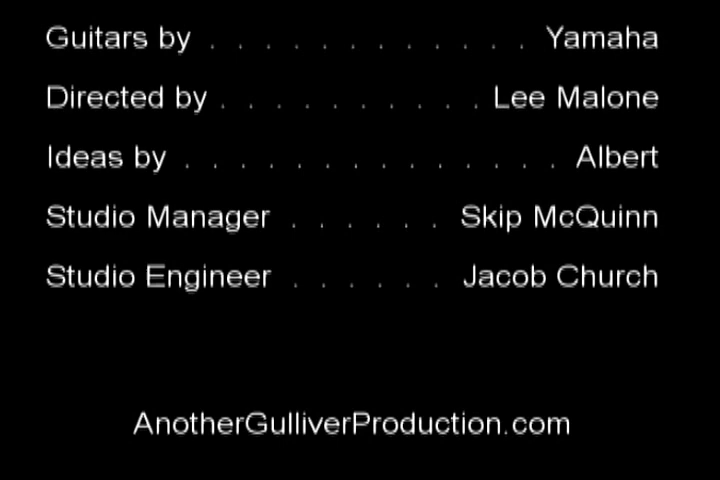 Guitars by . . . . . . . . . . . . Yamaha
Directed by . . . . . . . . . . Lee Malone
Ideas by . . . . . . . . . . . . . . Albert
Studio Manager . . . . . . Skip McQuinn
Studio Engineer . . . . . . Jacob Church
AnotherGulliverProduction.com